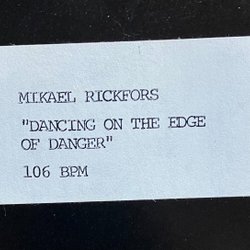 MIKAEL RICKFORS
"DANCING ON THE EDGE
OF DANGER"
106 BPM